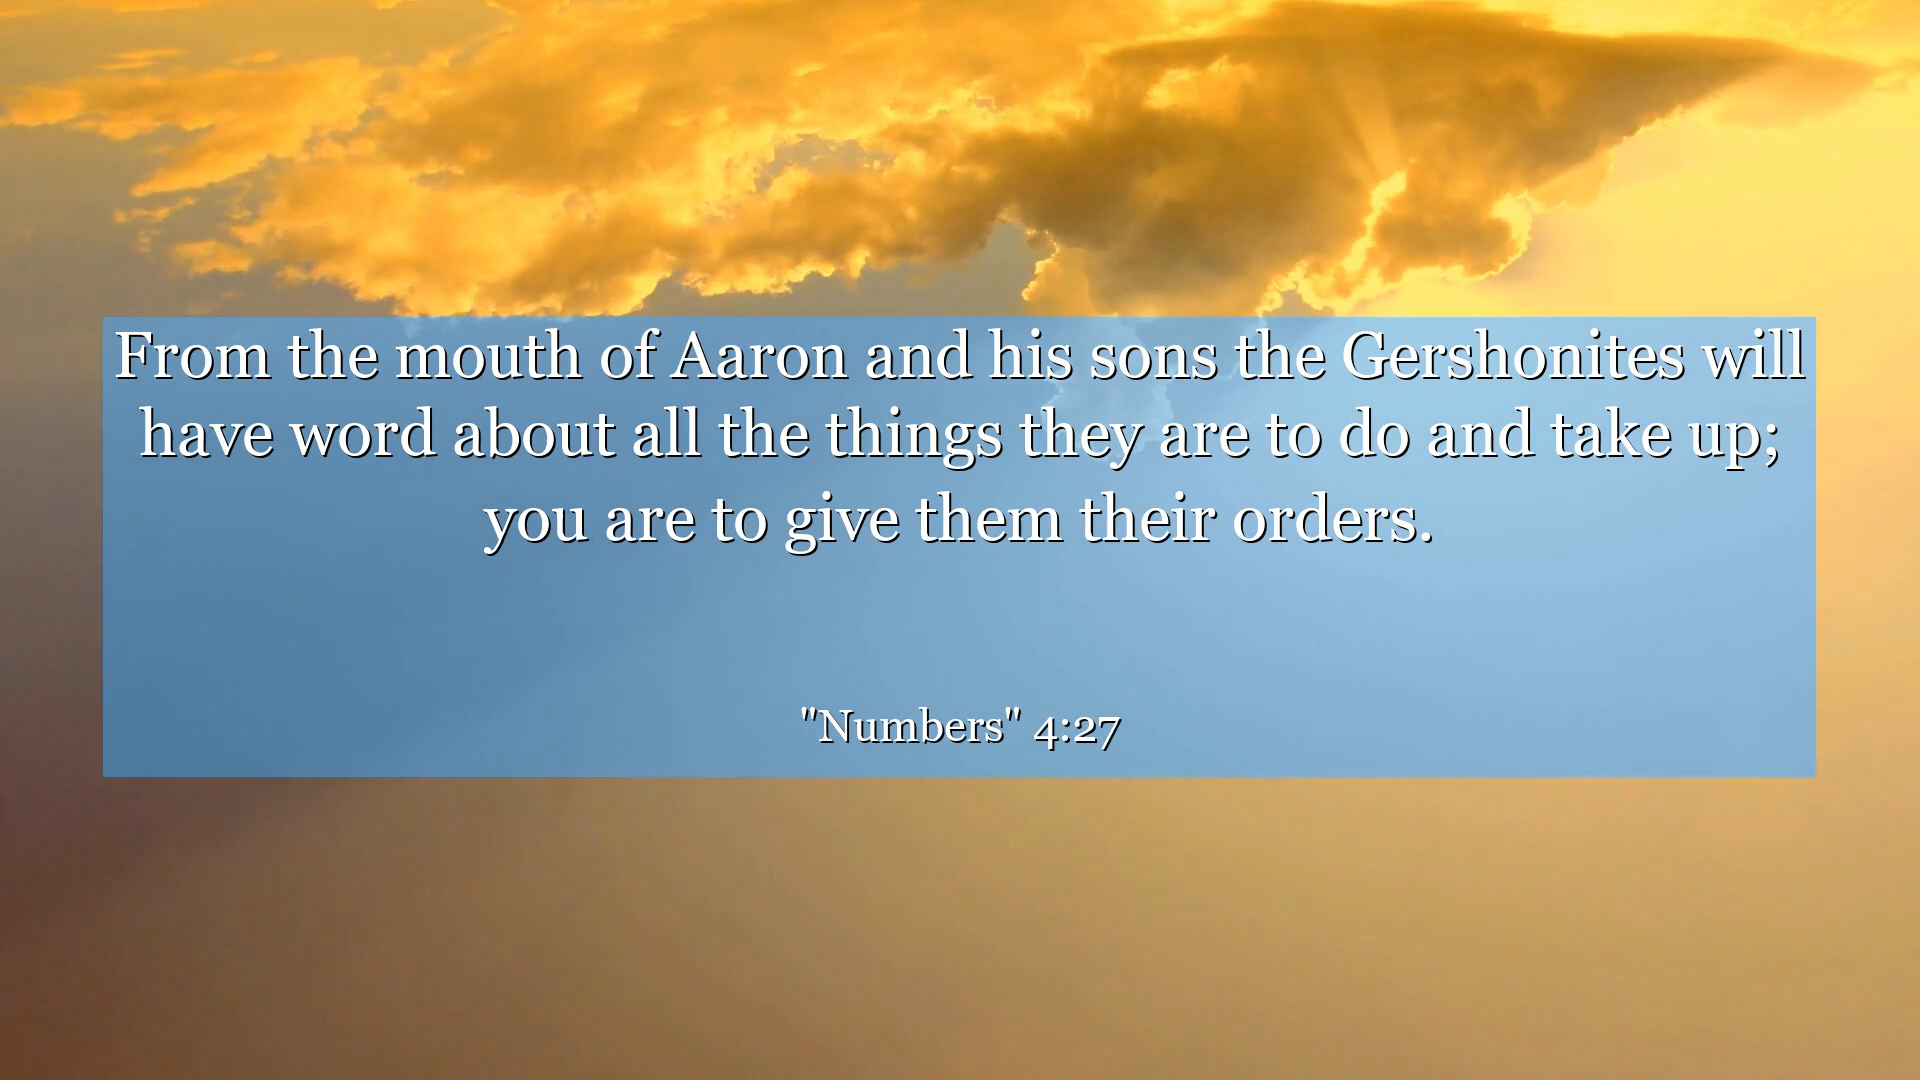 From the mouth of Aaron and his sons the Gershonites will
have word about all the things they are to do and take up;
you are to give them their orders.
"Numbers" 4:27